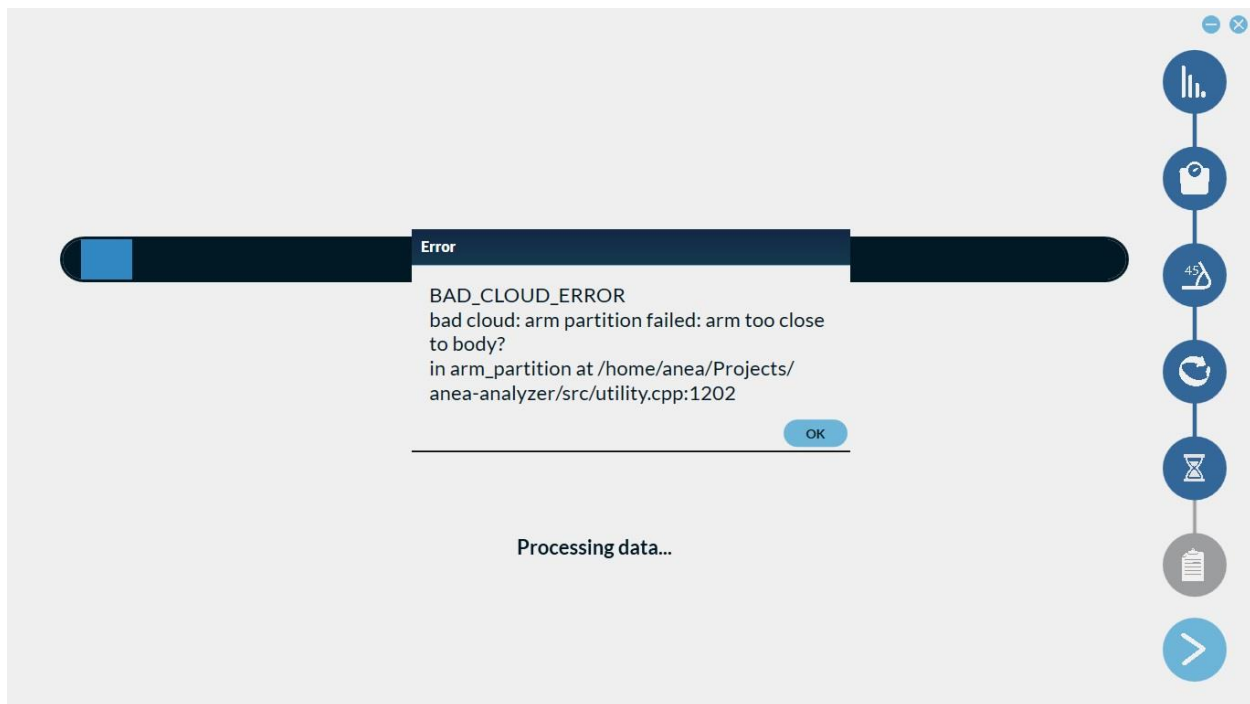 Error
BAD_CLOUD_ERROR
bad cloud: arm partition failed: arm too close
to body?
in arm_partition at /home/anea/Projects/
anea-analyzer/src/utility.cpp:1202
OK
Processing data...
45